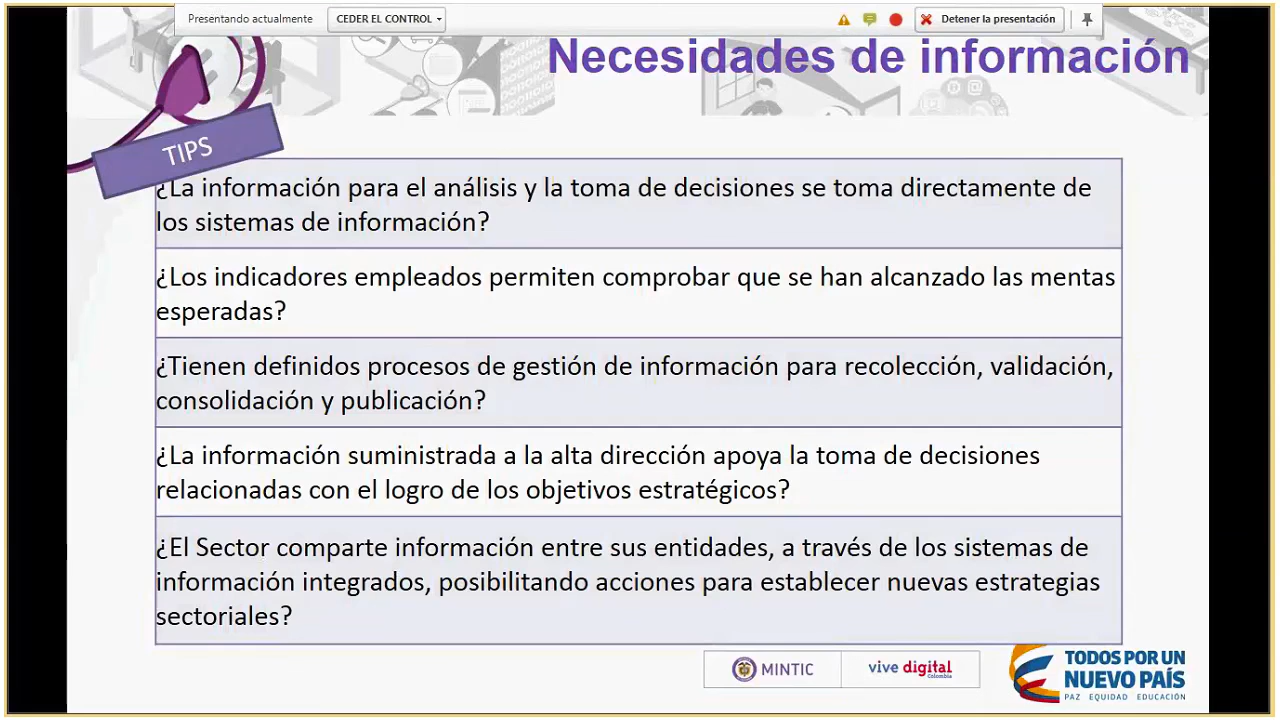 Presentando actualmente
CEDER EL CONTROL
Detener la presentación
Necesidades de información
TIPS
¿La información para el análisis y la toma de decisiones se toma directamente de
los sistemas de información?
¿Los indicadores empleados permiten comprobar que se han alcanzado las mentas
esperadas?
¿Tienen definidos procesos de gestión de información para recolección, validación,
consolidación y publicación?
¿La información suministrada a la alta dirección apoya la toma de decisiones
relacionadas con el logro de los objetivos estratégicos?
¿El Sector comparte información entre sus entidades, a través de los sistemas de
información integrados, posibilitando acciones para establecer nuevas estrategias
sectoriales?
MINTIC
vive digital
Colombia
TODOS POR UN
NUEVO PAÍS
PAZ EQUIDAD EDUCACIÓN